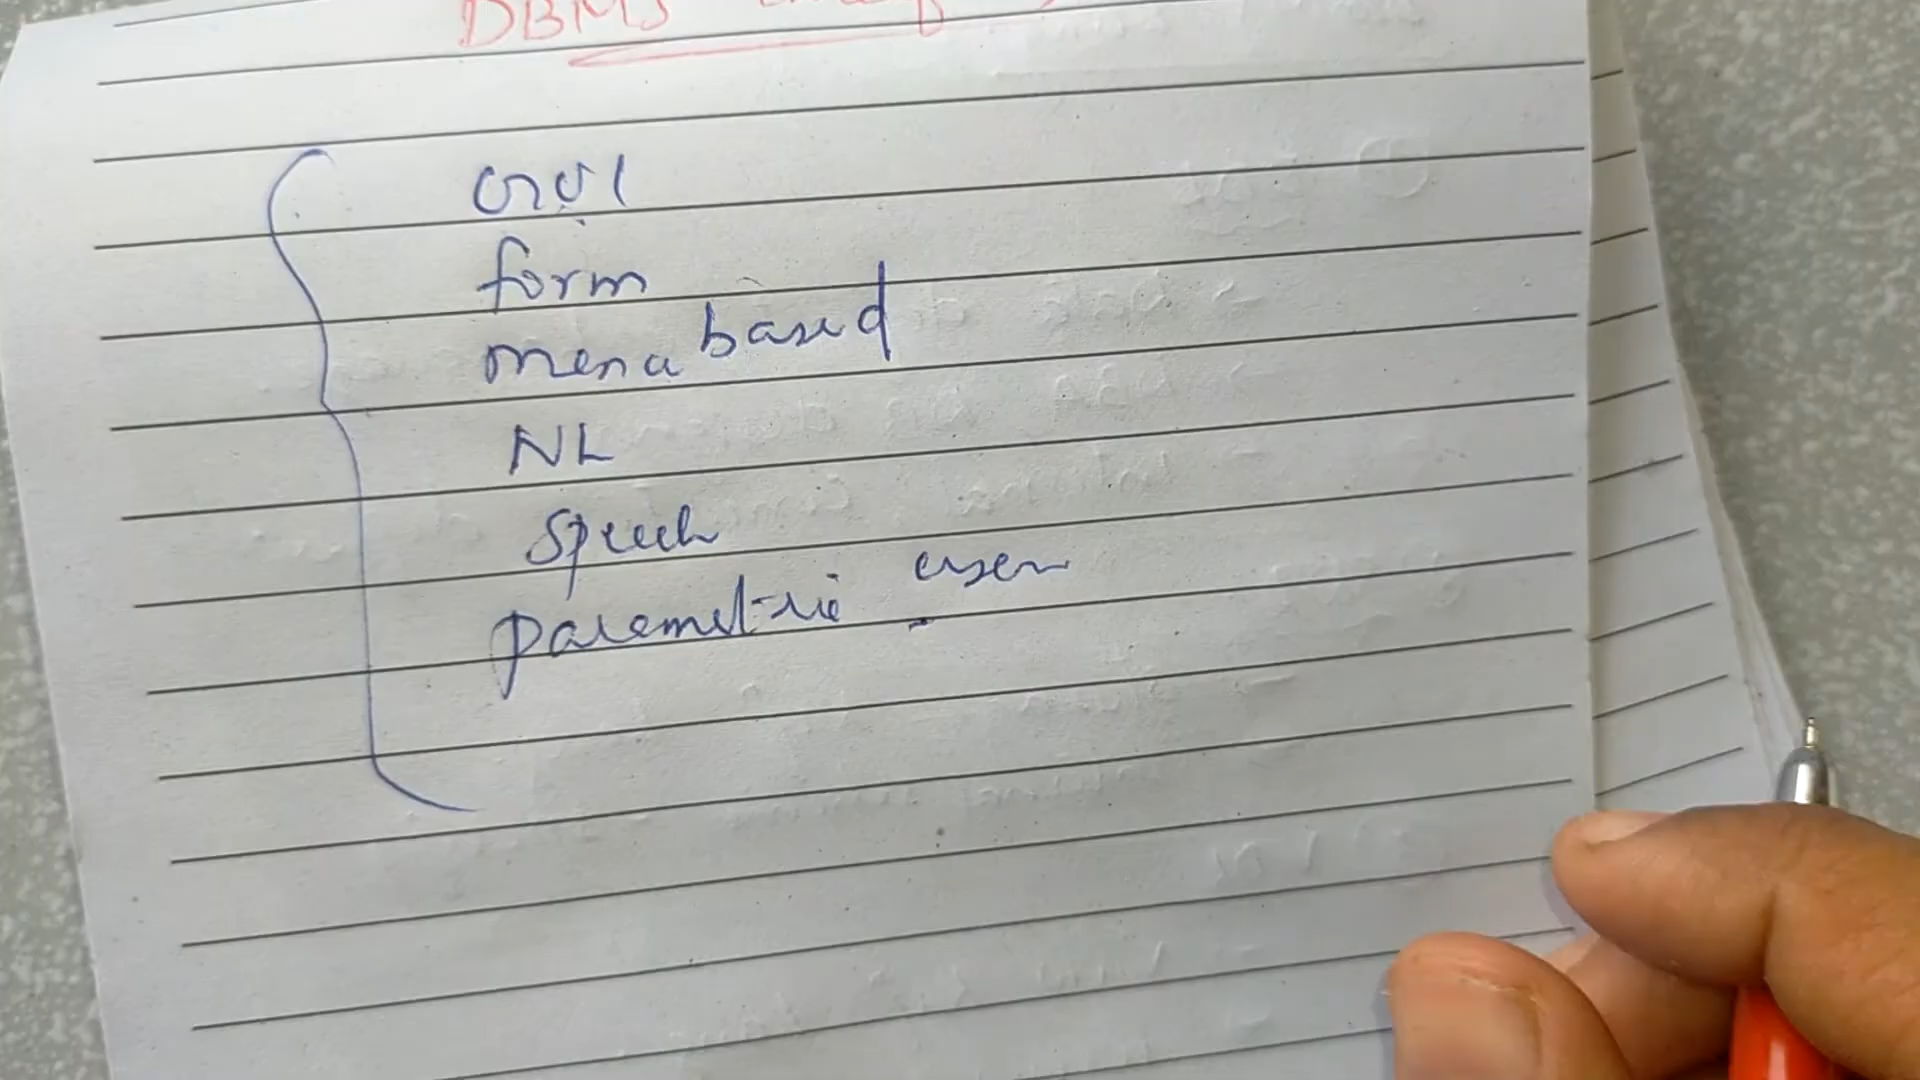 DBMS
GUI
form
menu based
NL
Speech
parametric user